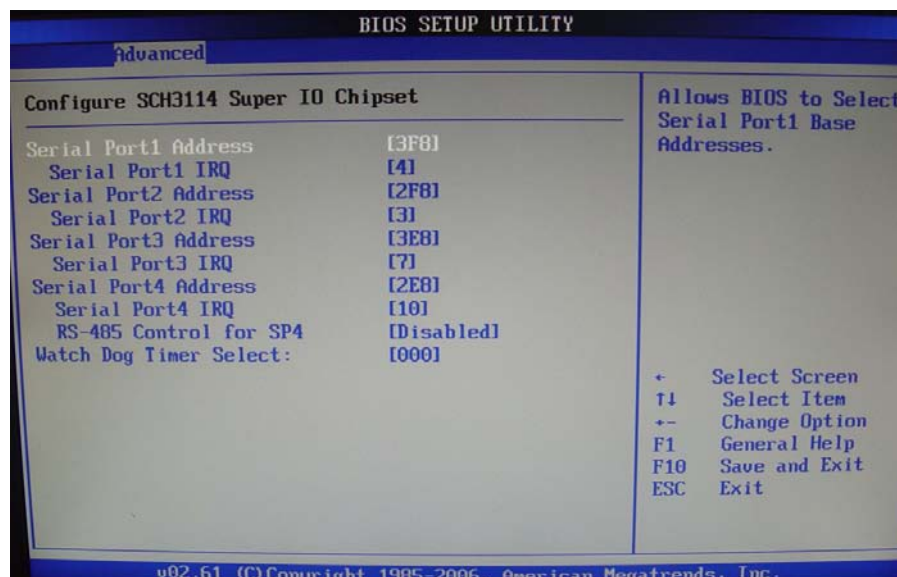 BIOS SETUP UTILITY
Advanced
Configure SCH3114 Super IO Chipset
Serial Port1 Address [3F8]
Serial Port1 IRQ [4]
Serial Port2 Address [2F8]
Serial Port2 IRQ [3]
Serial Port3 Address [3E8]
Serial Port3 IRQ [7]
Serial Port4 Address [2E8]
Serial Port4 IRQ [10]
RS-485 Control for SP4 [Disabled]
Watch Dog Timer Select: [000]
Allows BIOS to Select
Serial Port1 Base
Addresses.
← Select Screen
↑↓ Select Item
+- Change Option
F1 General Help
F10 Save and Exit
ESC Exit
v02.61 (C)Copyright 1985-2006, American Megatrends, Inc.